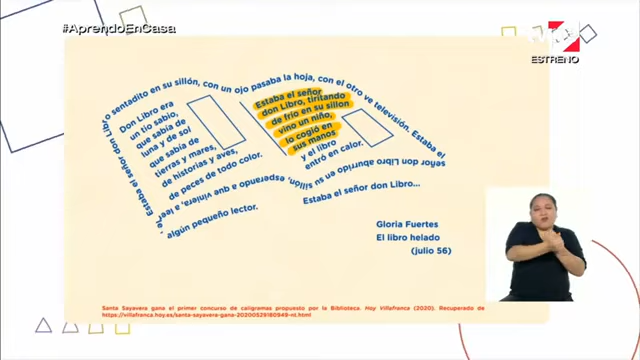 #AprendoEnCasa
tv
ESTRENO
Estaba el señor don Libro sentadito en su sillón, con un ojo pasaba la hoja, con el otro ve televisión. Estaba el señor don Libro aburrido en su sillón, esperando a que viniera, a leerle,
algún pequeño lector.
Don Libro era
un tío sabio,
que sabía de
luna y de sol
que sabía de
tierras y mares,
de historias y aves,
de peces de todo color.
Estaba el señor
don Libro, tiritando
de frío en su sillon
vino un niño,
lo cogió en
sus manos
y el libro
entró en calor.
Estaba el señor don Libro...
Gloria Fuertes
El libro helado
(julio 56)
Santa Sayavera gana el primer concurso de caligramas propuesto por la Biblioteca. Hoy Villafranca (2020). Recuperado de
https://villafranca.hoy.es/santa-sayavera-gana-20200529180949-nt.html